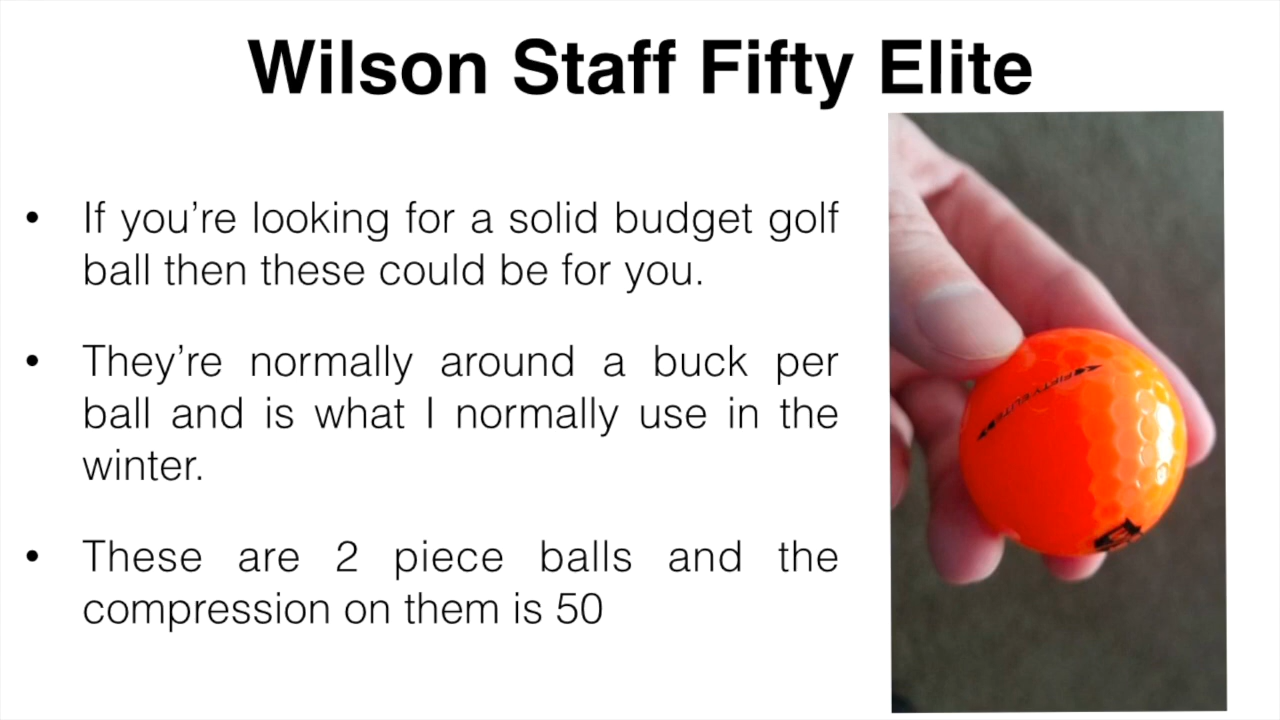 Wilson Staff Fifty Elite
• If you’re looking for a solid budget golf
ball then these could be for you.
• They’re normally around a buck per
ball and is what I normally use in the
winter.
• These are 2 piece balls and the
compression on them is 50
FIFTY ELITE